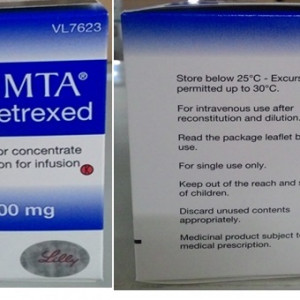 VL7623
MTA®
etrexed
or concentrate
on for infusion
00 mg
Lilly
Store below 25°C - Excurs
permitted up to 30°C.
For intravenous use after
reconstitution and dilution.
Read the package leaflet b
use.
For single use only.
Keep out of the reach and s
of children.
Discard unused contents
appropriately.
Medicinal product subject to
medical prescription.